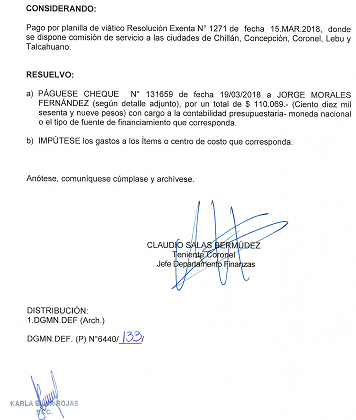 CONSIDERANDO:
Pago por planilla de viático Resolución Exenta N° 1271 de fecha 15.MAR.2018, donde
se dispone comisión de servicio a las ciudades de Chillán, Concepción, Coronel, Lebu y
Talcahuano.
RESUELVO:
a) PÁGUESE CHEQUE N° 131659 de fecha 19/03/2018 a JORGE MORALES
FERNÁNDEZ (según detalle adjunto), por un total de $ 110.069.- (Ciento diez mil
sesenta y nueve pesos) con cargo a la contabilidad presupuestaria- moneda nacional
o el tipo de fuente de financiamiento que corresponda.
b) IMPÚTESE los gastos a los Ítems o centro de costo que corresponda.
Anótese, comuníquese cúmplase y archívese.
CLAUDIO SALAS BERMÚDEZ
Teniente Coronel
Jefe Departamento Finanzas
DISTRIBUCIÓN:
1.DGMN.DEF (Arch.)
DGMN.DEF. (P) N°6440/ 133/
KARLA SILVA ROJAS